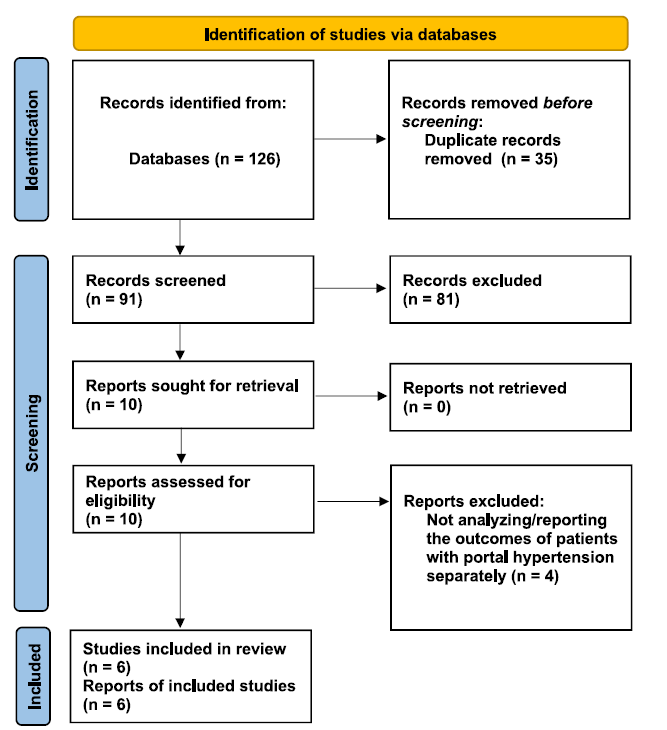 Identification of studies via databases
Identification
Records identified from:
Databases (n = 126)
Records removed before
screening:
Duplicate records
removed (n = 35)
Screening
Records screened
(n = 91)
Records excluded
(n = 81)
Reports sought for retrieval
(n = 10)
Reports not retrieved
(n = 0)
Reports assessed for
eligibility
(n = 10)
Reports excluded:
Not analyzing/reporting
the outcomes of patients
with portal hypertension
separately (n = 4)
Included
Studies included in review
(n = 6)
Reports of included studies
(n = 6)